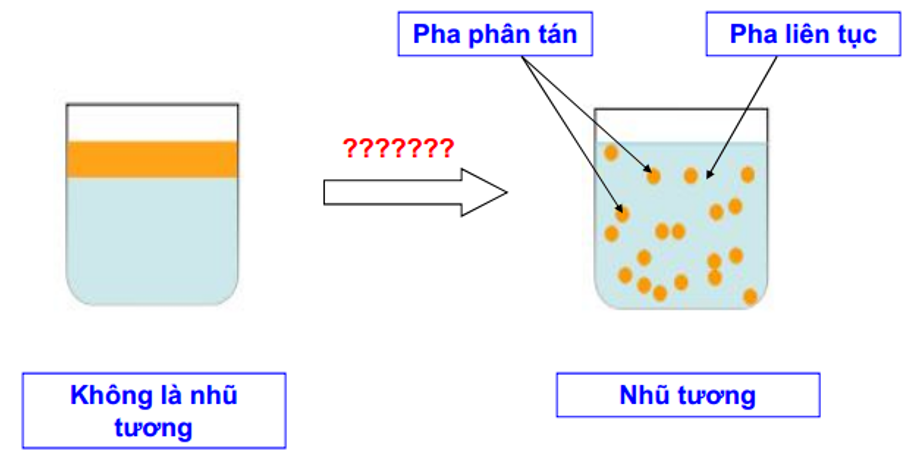 Pha phân tán
Pha liên tục
???????
Không là nhũ
tương
Nhũ tương